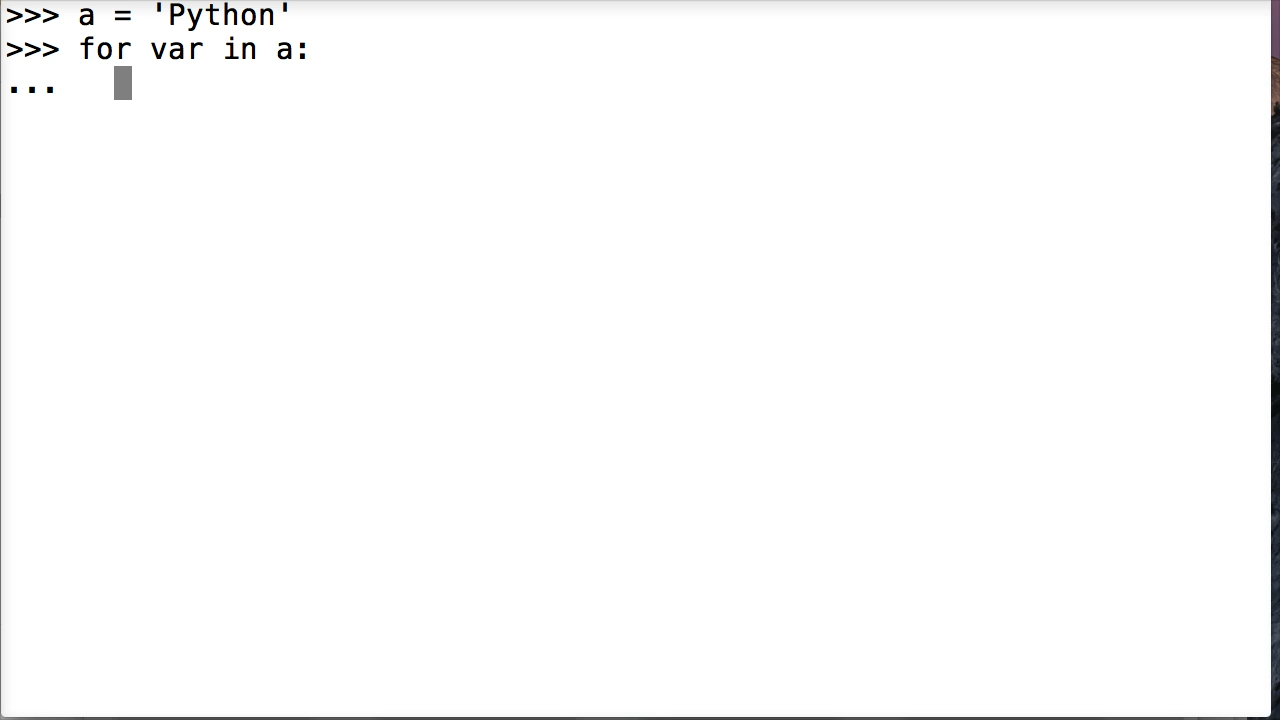 >>> a = 'Python'
>>> for var in a:
...